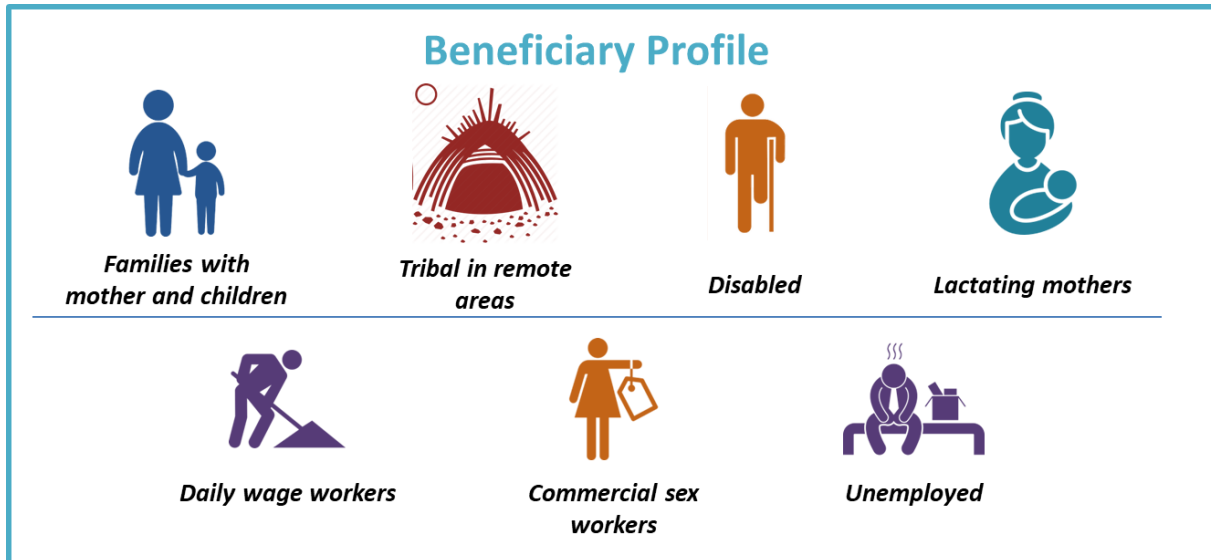 Beneficiary Profile
Families with
mother and children
Tribal in remote
areas
Disabled
Lactating mothers
Daily wage workers
Commercial sex
workers
Unemployed